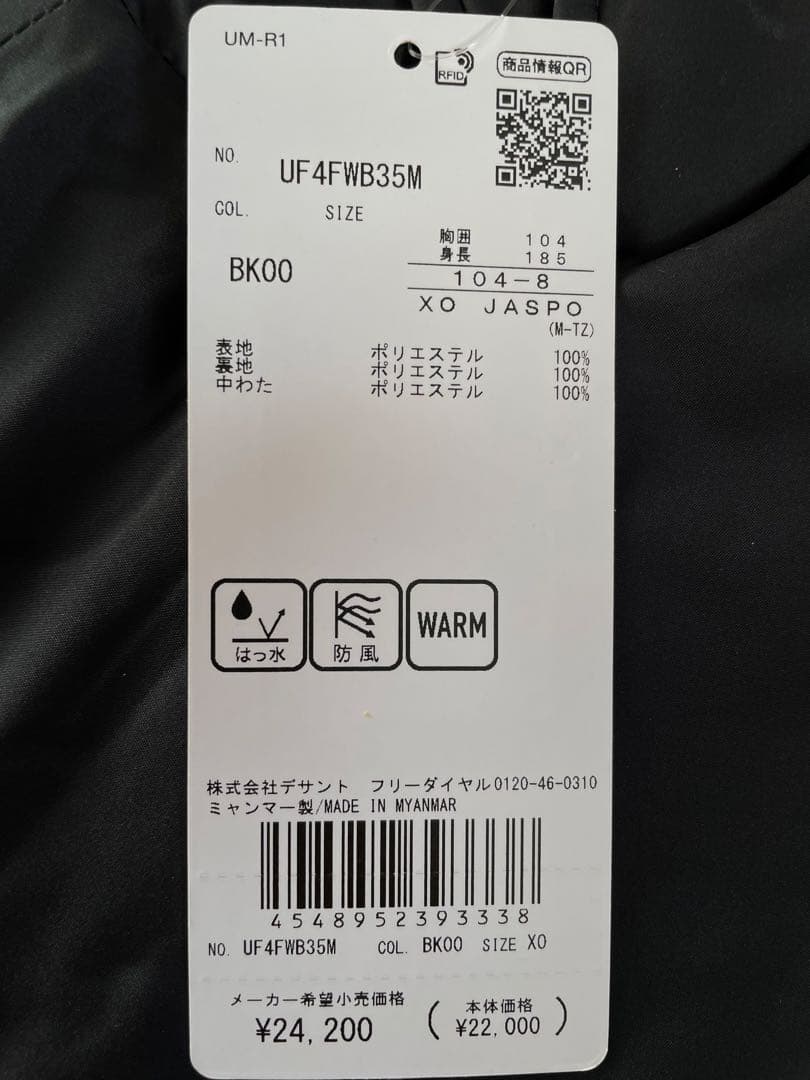 UM-R1
RFID
商品情報QR
NO.
UF4FWB35M
COL. SIZE
胸囲 104
身長 185
BK00
104-8
XO JASPO
(M-TZ)
表地 ポリエステル 100%
裏地 ポリエステル 100%
中わた ポリエステル 100%
はっ水
防風
WARM
株式会社デサント フリーダイヤル0120-46-0310
ミャンマー製/MADE IN MYANMAR
4548952393338
NO. UF4FWB35M COL. BK00 SIZE XO
メーカー希望小売価格
¥24,200
(本体価格
¥22,000)